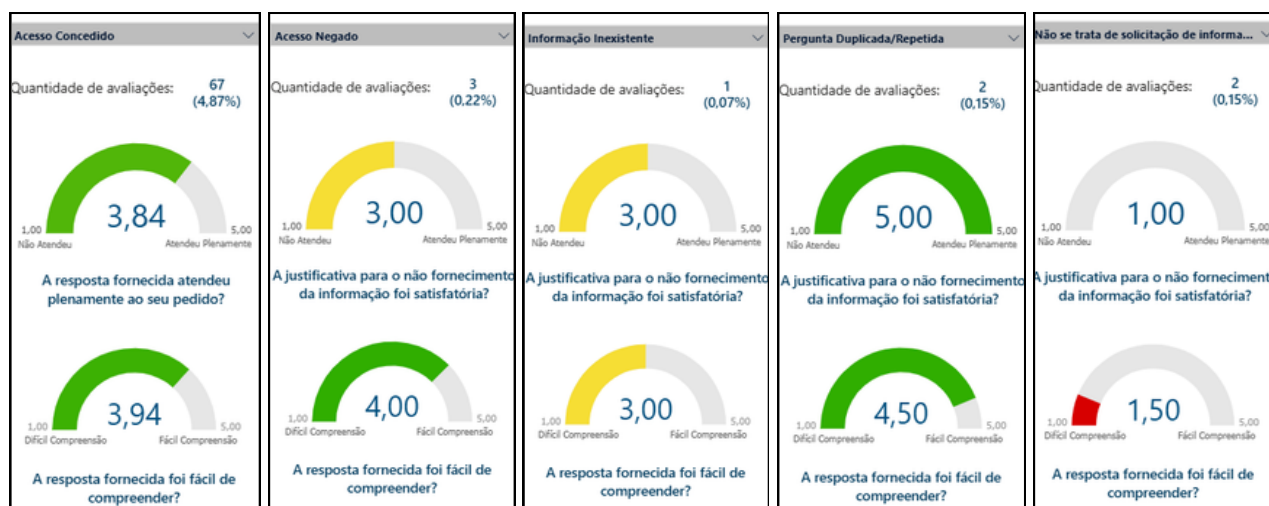 Acesso Concedido
Quantidade de avaliações: 67
(4,87%)
3,84
1,00 5,00
Não Atendeu Atendeu Plenamente
A resposta fornecida atendeu
plenamente ao seu pedido?
3,94
1,00 5,00
Difícil Compreensão Fácil Compreensão
A resposta fornecida foi fácil de
compreender?
Acesso Negado
Quantidade de avaliações: 3
(0,22%)
3,00
1,00 5,00
Não Atendeu Atendeu Plenamente
A justificativa para o não fornecimento
da informação foi satisfatória?
4,00
1,00 5,00
Difícil Compreensão Fácil Compreensão
A resposta fornecida foi fácil de
compreender?
Informação Inexistente
Quantidade de avaliações: 1
(0,07%)
3,00
1,00 5,00
Não Atendeu Atendeu Plenamente
A justificativa para o não fornecimento
da informação foi satisfatória?
3,00
1,00 5,00
Difícil Compreensão Fácil Compreensão
A resposta fornecida foi fácil de
compreender?
Pergunta Duplicada/Repetida
Quantidade de avaliações: 2
(0,15%)
5,00
1,00 5,00
Não Atendeu Atendeu Plenamente
A justificativa para o não fornecimento
da informação foi satisfatória?
4,50
1,00 5,00
Difícil Compreensão Fácil Compreensão
A resposta fornecida foi fácil de
compreender?
Não se trata de solicitação de informa...
Quantidade de avaliações: 2
(0,15%)
1,00
1,00 5,00
Não Atendeu Atendeu Plenamente
A justificativa para o não fornecimento
da informação foi satisfatória?
1,50
1,00 5,00
Difícil Compreensão Fácil Compreensão
A resposta fornecida foi fácil de
compreender?